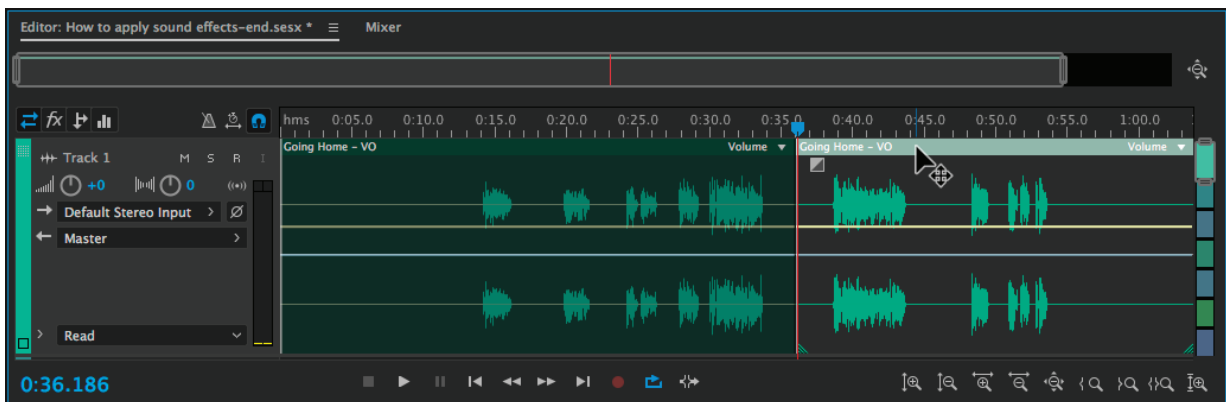 Editor: How to apply sound effects-end.sesx * ≡ Mixer
fx
hms 0:05.0 0:10.0 0:15.0 0:20.0 0:25.0 0:30.0 0:35.0 0:40.0 0:45.0 0:50.0 0:55.0 1:00.0
Going Home - VO Volume Going Home - VO Volume
Track 1 M S R I
+0 0
Default Stereo Input
Master
Read
0:36.186